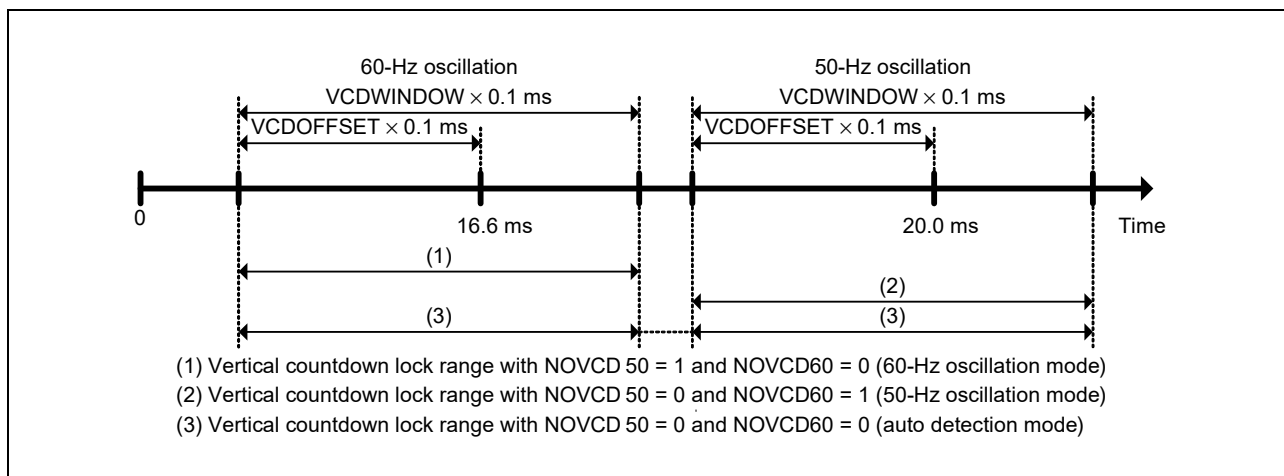 60-Hz oscillation
50-Hz oscillation
VCDWINDOW × 0.1 ms
VCDWINDOW × 0.1 ms
VCDOFFSET × 0.1 ms
VCDOFFSET × 0.1 ms
0
16.6 ms
20.0 ms
Time
(1)
(2)
(3)
(3)
(1) Vertical countdown lock range with NOVCD 50 = 1 and NOVCD60 = 0 (60-Hz oscillation mode)
(2) Vertical countdown lock range with NOVCD 50 = 0 and NOVCD60 = 1 (50-Hz oscillation mode)
(3) Vertical countdown lock range with NOVCD 50 = 0 and NOVCD60 = 0 (auto detection mode)